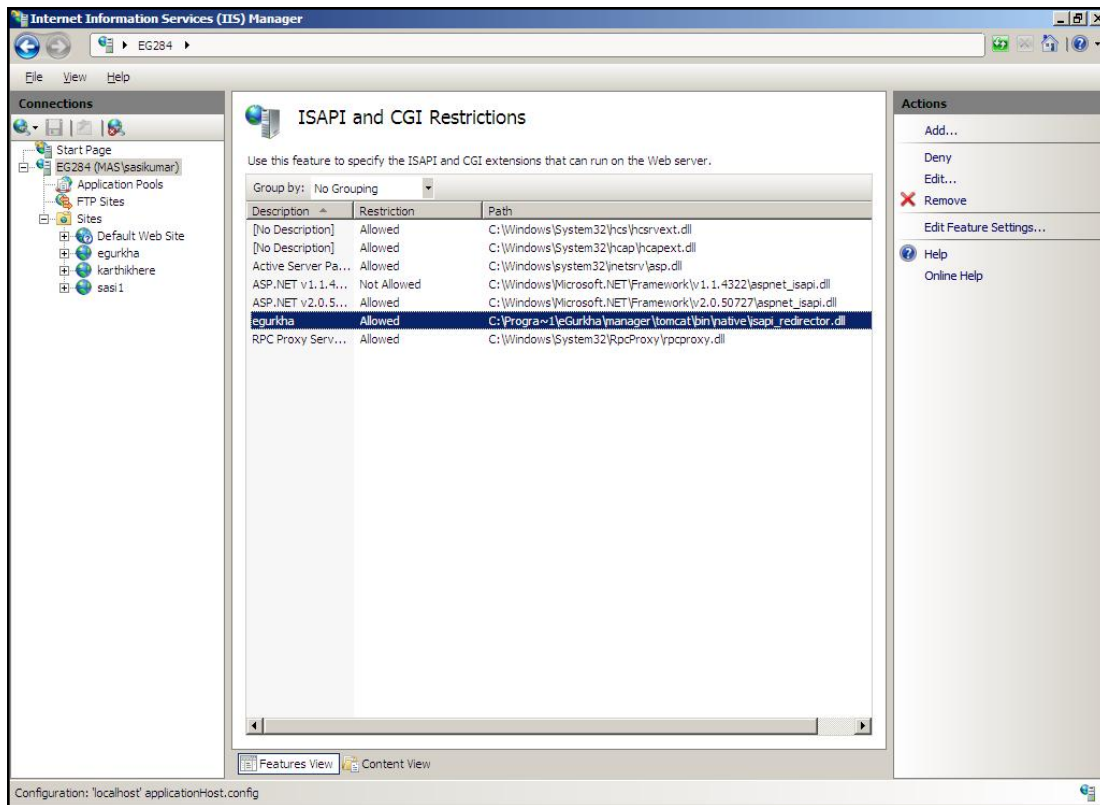 Internet Information Services (IIS) Manager
EG284
File View Help
Connections
Start Page
EG284 (MAS\sasikumar)
Application Pools
FTP Sites
Sites
Default Web Site
egurkha
karthikhere
sasi1
ISAPI and CGI Restrictions
Use this feature to specify the ISAPI and CGI extensions that can run on the Web server.
Group by: No Grouping
Description Restriction Path
[No Description] Allowed C:\Windows\System32\hcs\hcsrvext.dll
[No Description] Allowed C:\Windows\System32\hcap\hcapext.dll
Active Server Pa... Allowed C:\Windows\system32\inetsrv\asp.dll
ASP.NET v1.1.4... Not Allowed C:\Windows\Microsoft.NET\Framework\v1.1.4322\aspnet_isapi.dll
ASP.NET v2.0.5... Allowed C:\Windows\Microsoft.NET\Framework\v2.0.50727\aspnet_isapi.dll
egurkha Allowed C:\Progra~1\eGurkha\manager\tomcat\bin\native\isapi_redirector.dll
RPC Proxy Serv... Allowed C:\Windows\System32\RpcProxy\rpcproxy.dll
Features View Content View
Actions
Add...
Deny
Edit...
Remove
Edit Feature Settings...
Help
Online Help
Configuration: 'localhost' applicationHost.config